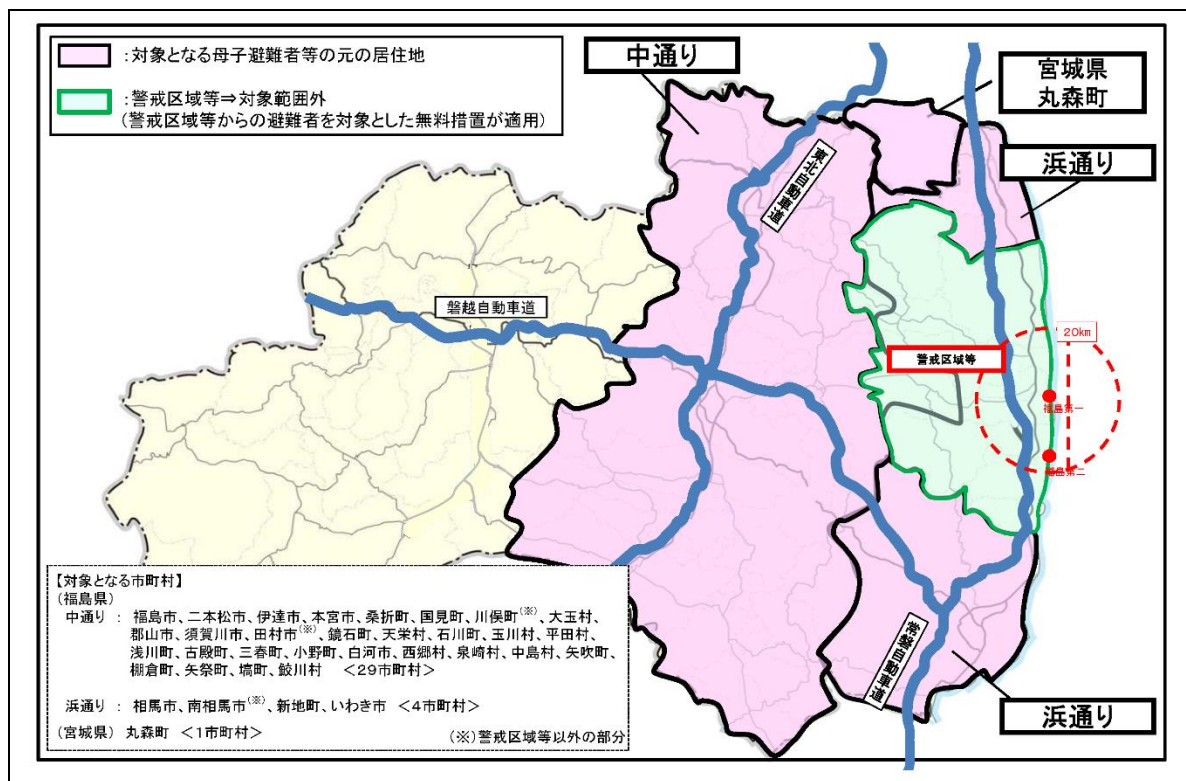 :対象となる母子避難者等の元の居住地
:警戒区域等⇒対象範囲外
(警戒区域等からの避難者を対象とした無料措置が適用)
中通り
宮城県
丸森町
浜通り
東北自動車道
磐越自動車道
20km
警戒区域等
福島第一
福島第二
常磐自動車道
浜通り
【対象となる市町村】
(福島県)
中通り : 福島市、二本松市、伊達市、本宮市、桑折町、国見町、川俣町(※)、大玉村、
郡山市、須賀川市、田村市(※)、鏡石町、天栄村、石川町、玉川村、平田村、
浅川町、古殿町、三春町、小野町、白河市、西郷村、泉崎村、中島村、矢吹町、
棚倉町、矢祭町、塙町、鮫川村 <29市町村>
浜通り : 相馬市、南相馬市(※)、新地町、いわき市 <4市町村>
(宮城県) 丸森町 <1市町村>
(※)警戒区域等以外の部分